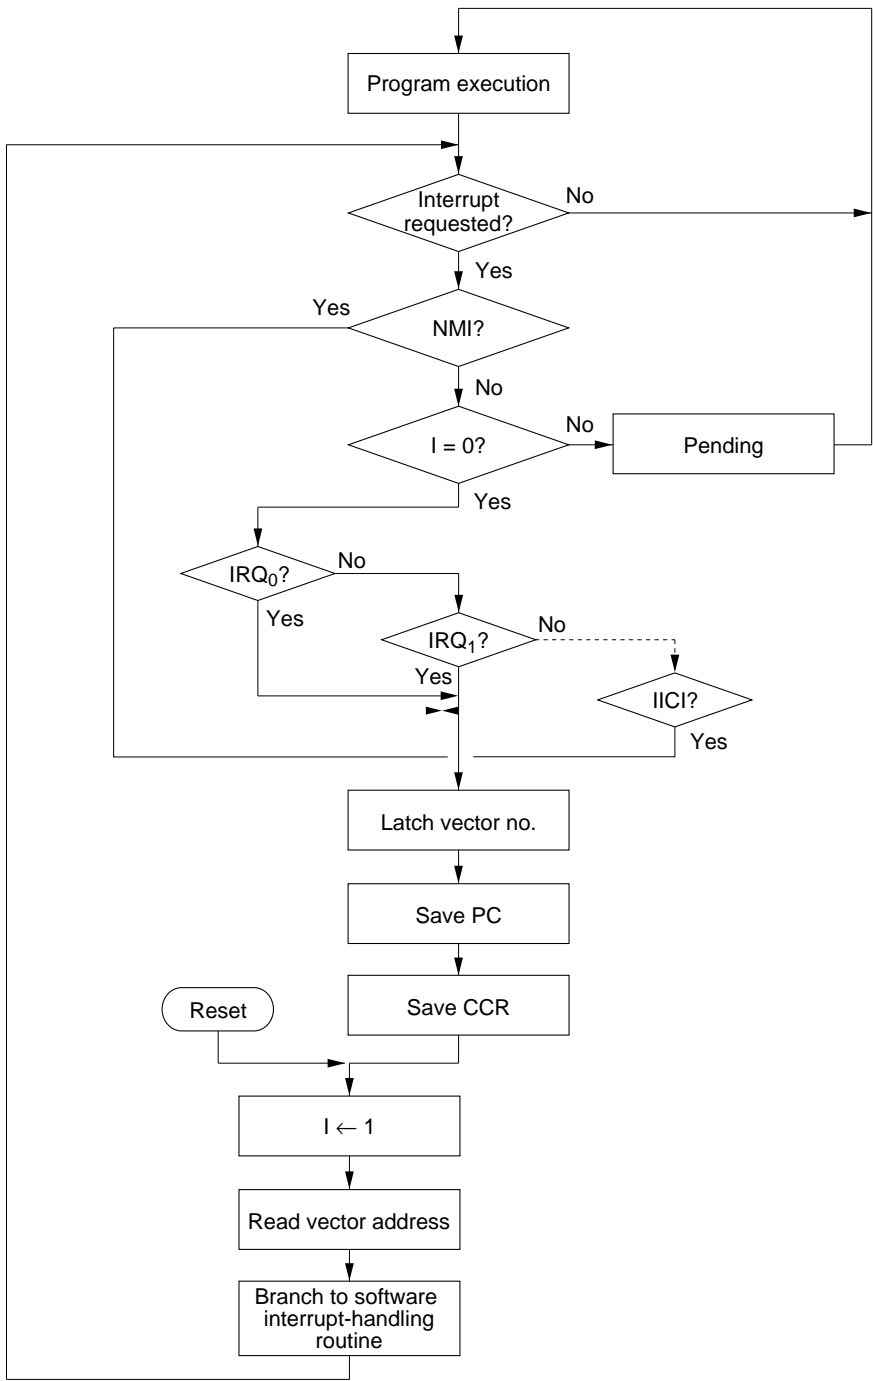 Program execution
Interrupt
requested?
No
Yes
Yes
NMI?
No
I = 0?
No
Pending
Yes
IRQ0?
No
Yes
IRQ1?
No
Yes
IICI?
Yes
Latch vector no.
Save PC
Save CCR
Reset
I ← 1
Read vector address
Branch to software
interrupt-handling
routine